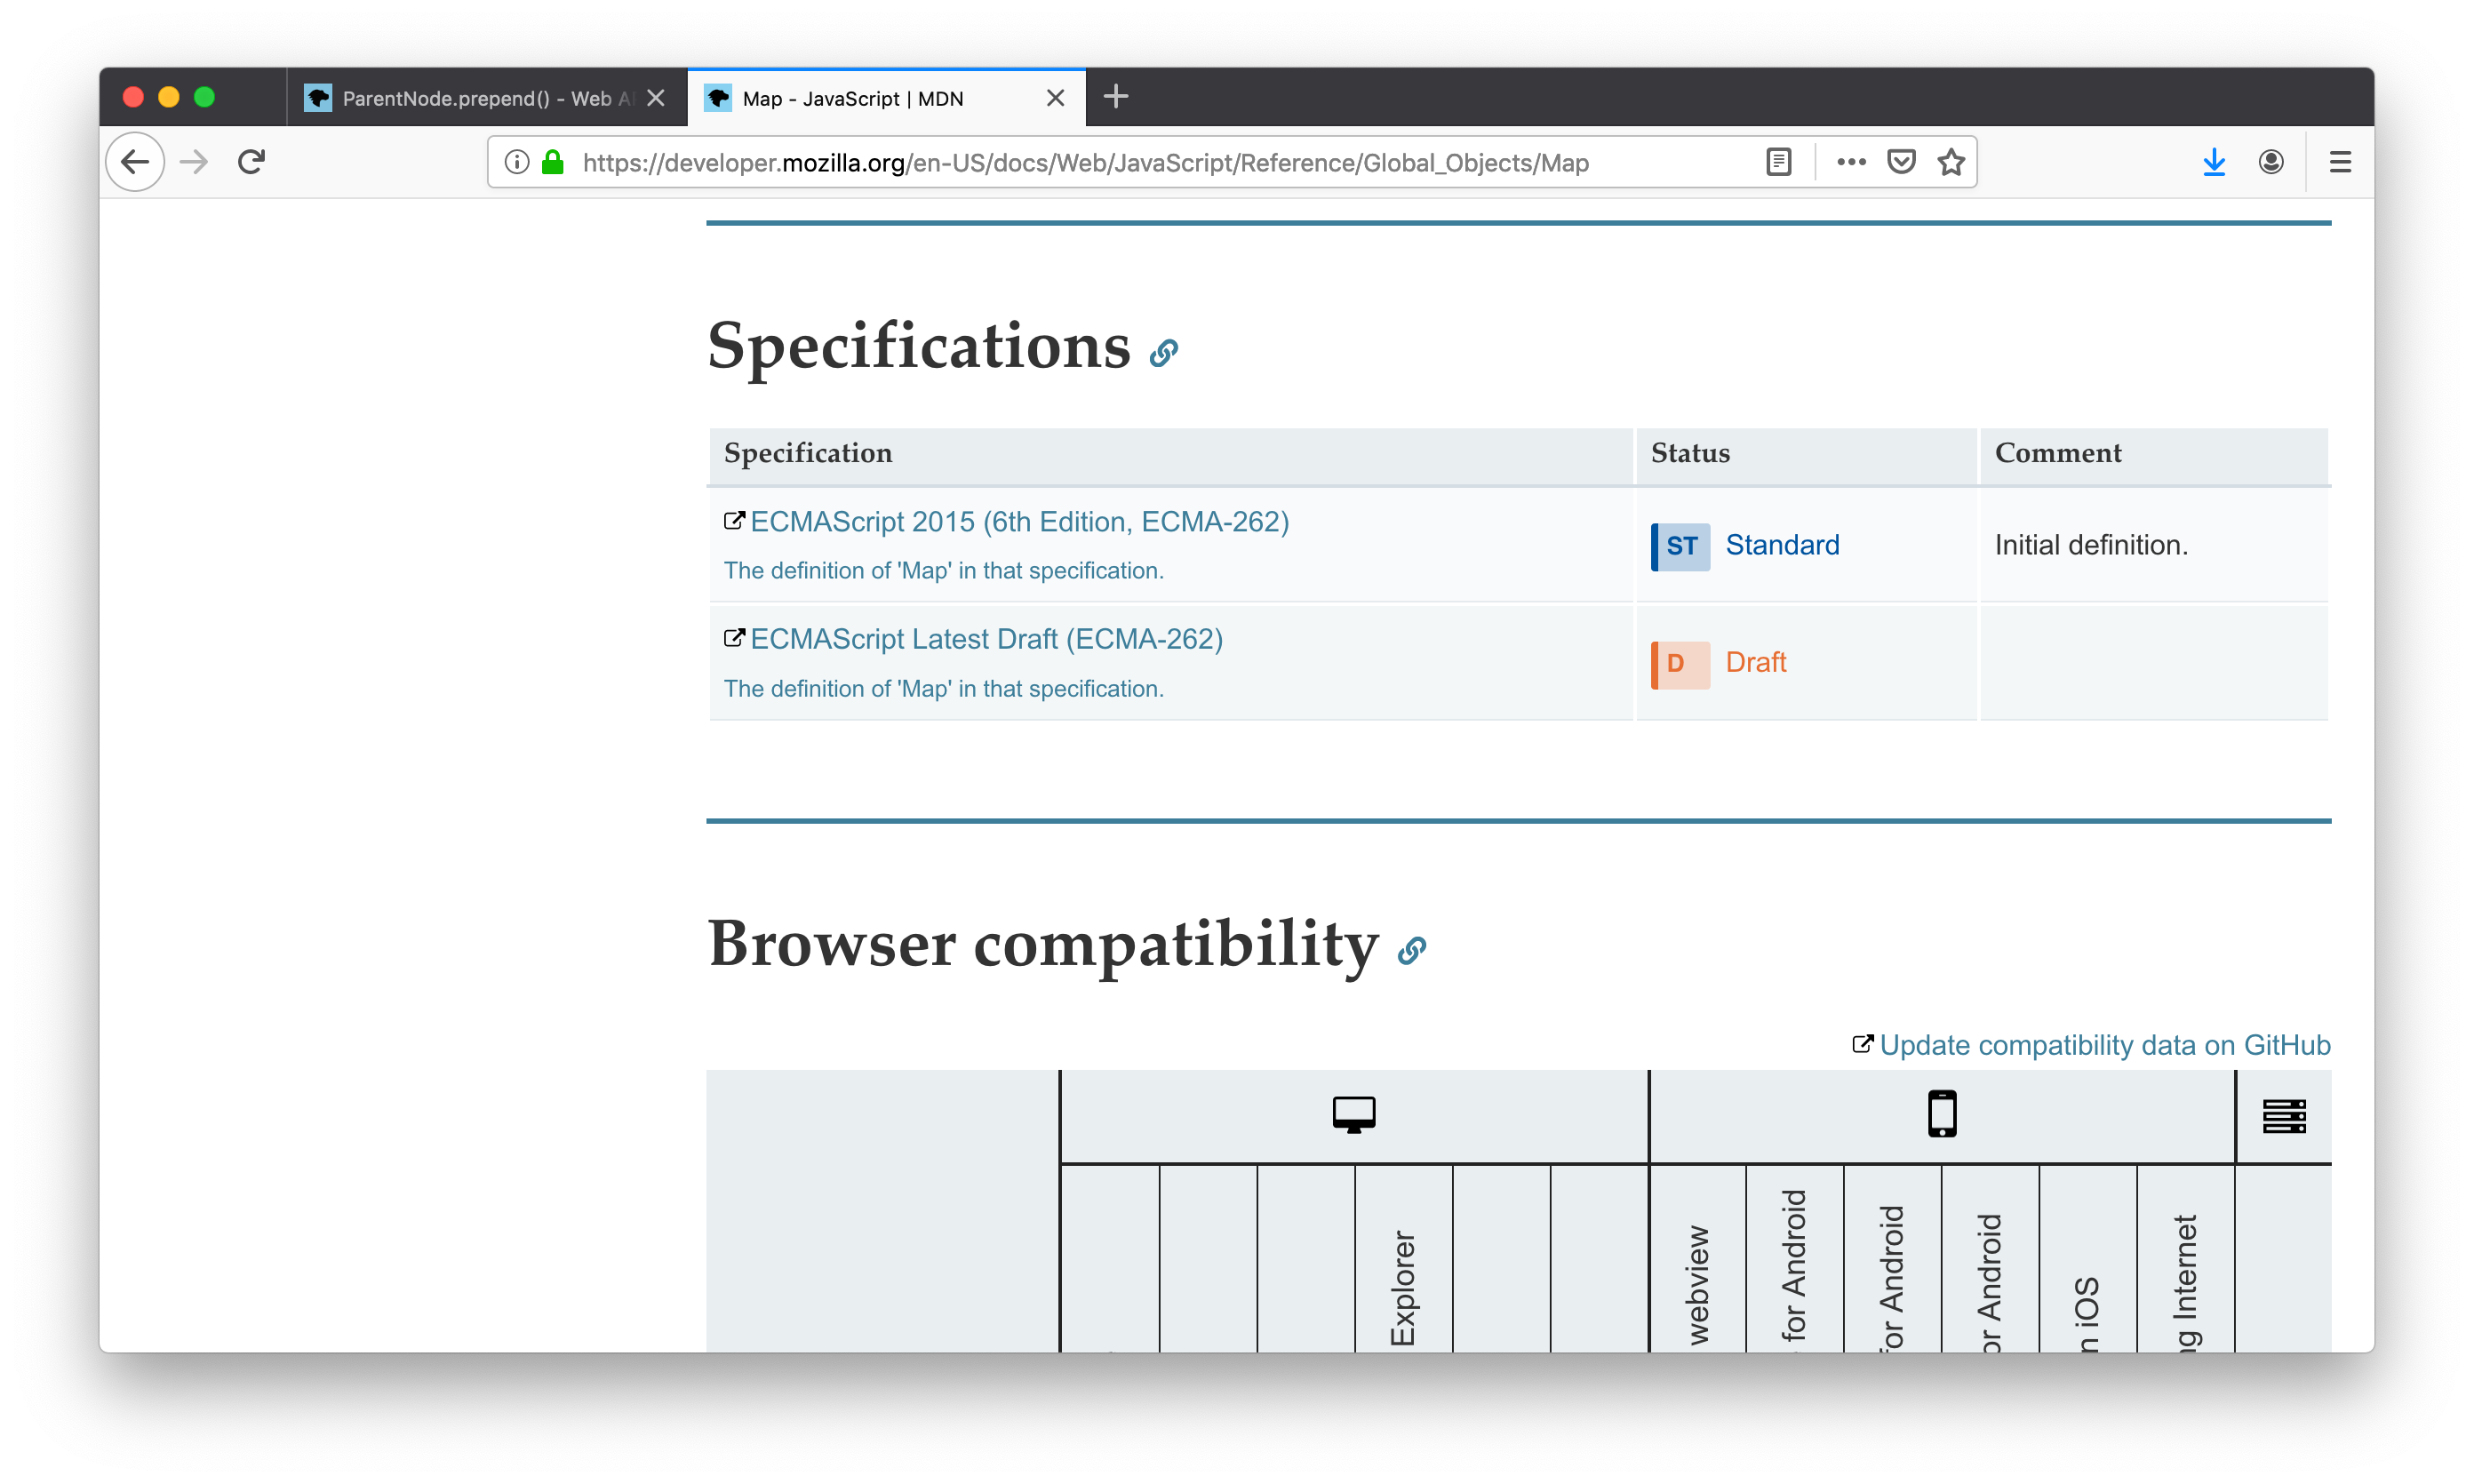 ParentNode.prepend() - Web A
Map - JavaScript | MDN
https://developer.mozilla.org/en-US/docs/Web/JavaScript/Reference/Global_Objects/Map
Specifications
Specification Status Comment
ECMAScript 2015 (6th Edition, ECMA-262)
The definition of 'Map' in that specification.
ST Standard
Initial definition.
ECMAScript Latest Draft (ECMA-262)
The definition of 'Map' in that specification.
D Draft
Browser compatibility
Update compatibility data on GitHub
Explorer
webview
for Android
for Android
or Android
n iOS
ng Internet